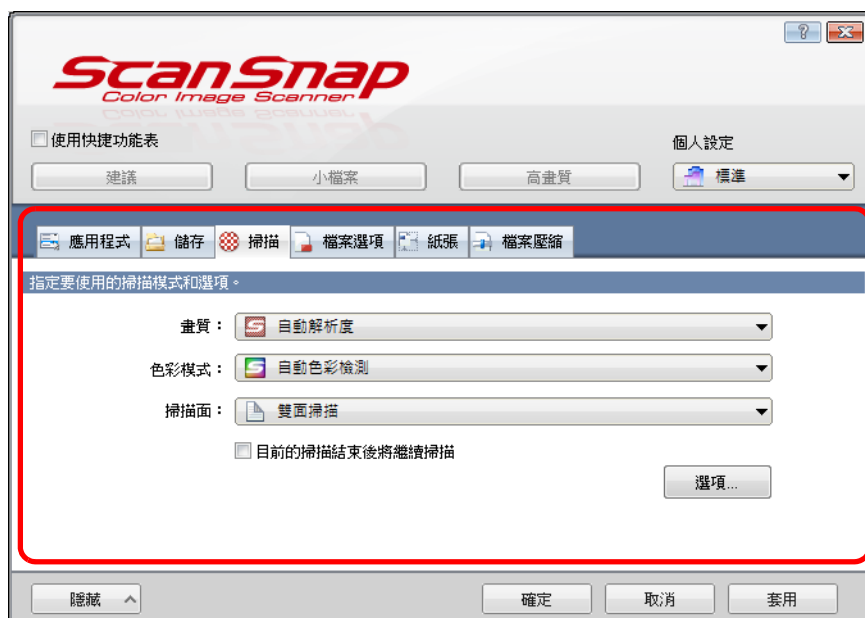 ScanSnap
Color Image Scanner
使用快捷功能表
個人設定
建議 小檔案 高畫質 標準
應用程式 儲存 掃描 檔案選項 紙張 檔案壓縮
指定要使用的掃描模式和選項。
畫質： 自動解析度
色彩模式： 自動色彩檢測
掃描面： 雙面掃描
目前的掃描結束後將繼續掃描
選項...
隱藏 確定 取消 套用